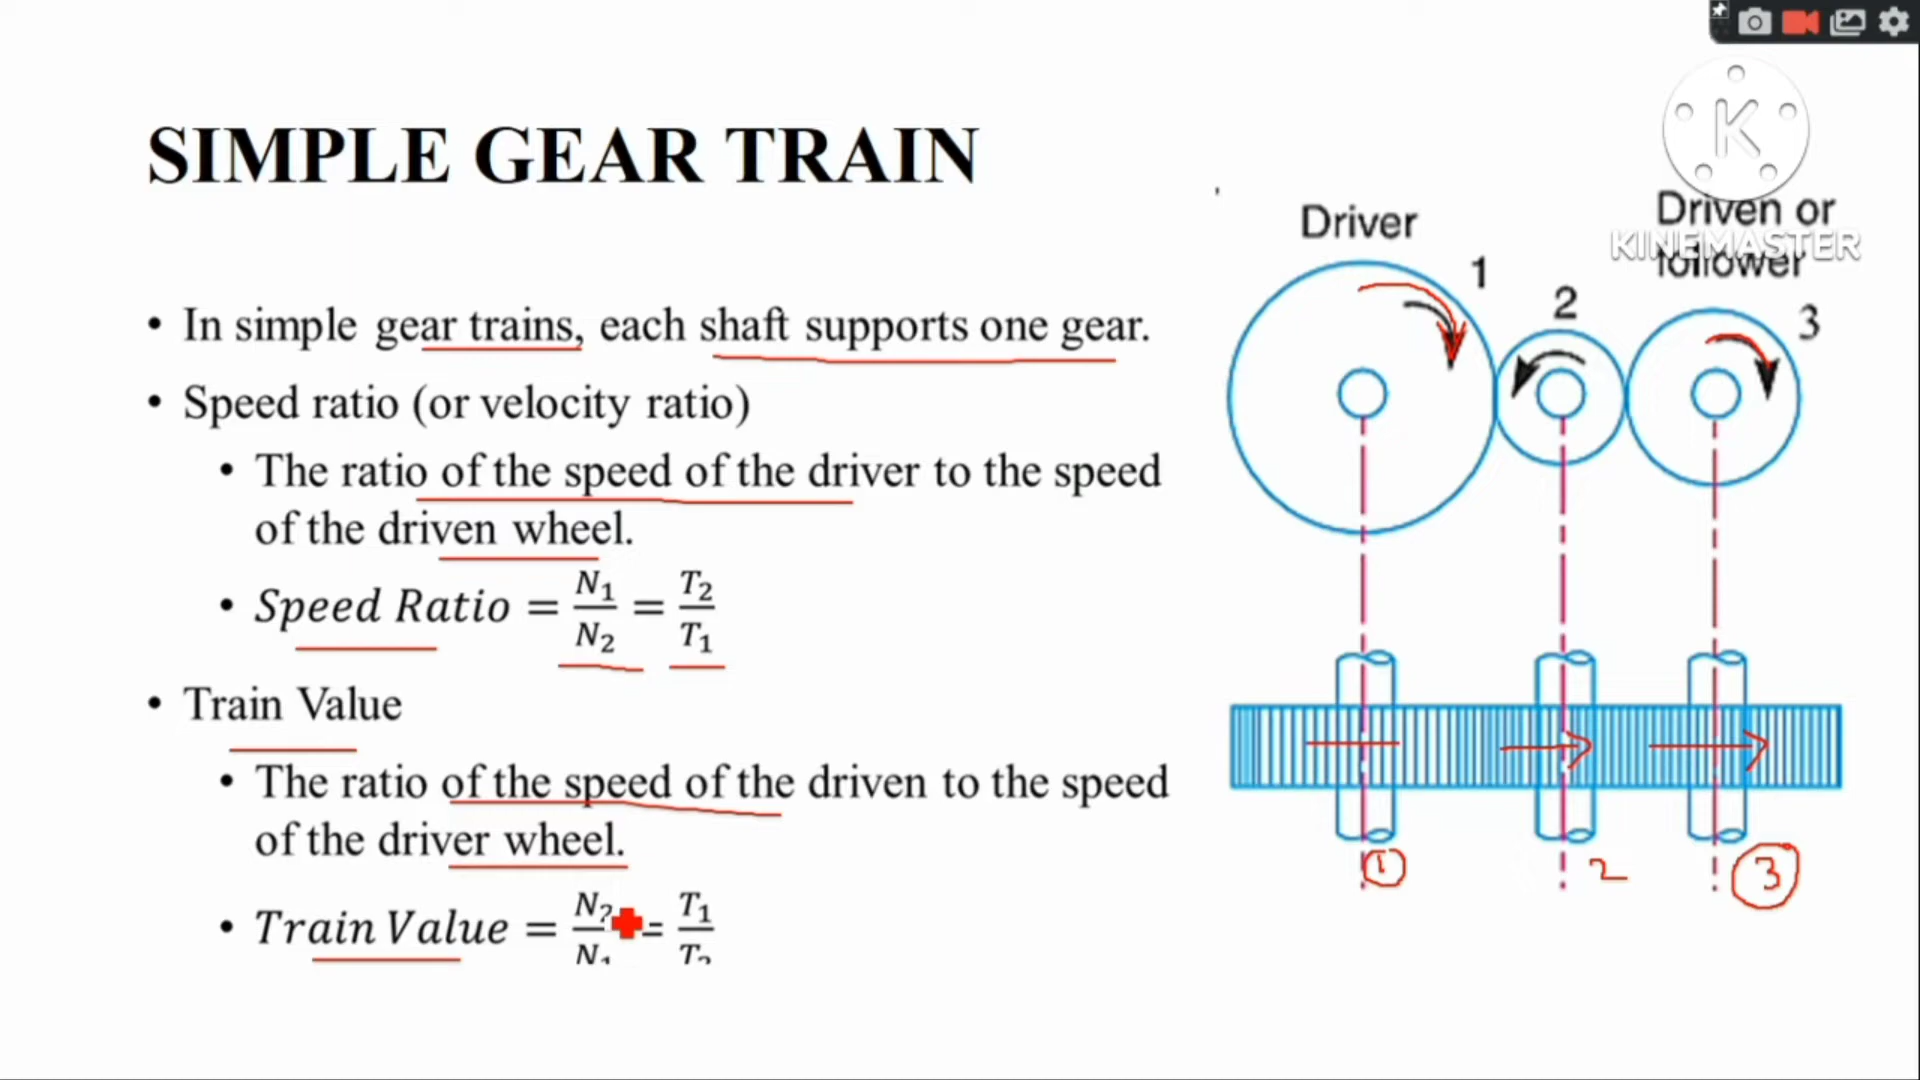 SIMPLE GEAR TRAIN
• In simple gear trains, each shaft supports one gear.
• Speed ratio (or velocity ratio)
• The ratio of the speed of the driver to the speed
of the driven wheel.
• Speed Ratio = N₁/N₂ = T₂/T₁
• Train Value
• The ratio of the speed of the driven to the speed
of the driver wheel.
• Train Value = N₂/N₁ = T₁/T₂
K
KINEMASTER
Driver
Driven or
follower
1
2
3
1
2
3